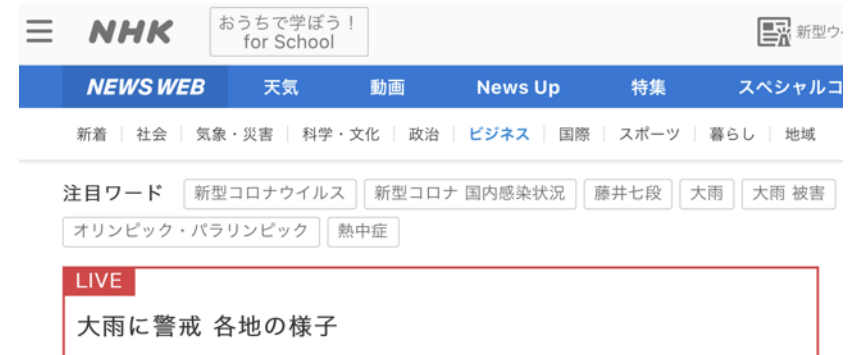 NHK
おうちで学ぼう！
for School
NEWS WEB 天気 動画 News Up 特集 スペシャルコ
新着 社会 気象・災害 科学・文化 政治 ビジネス 国際 スポーツ 暮らし 地域
注目ワード 新型コロナウイルス 新型コロナ 国内感染状況 藤井七段 大雨 大雨 被害
オリンピック・パラリンピック 熱中症
LIVE
大雨に警戒 各地の様子